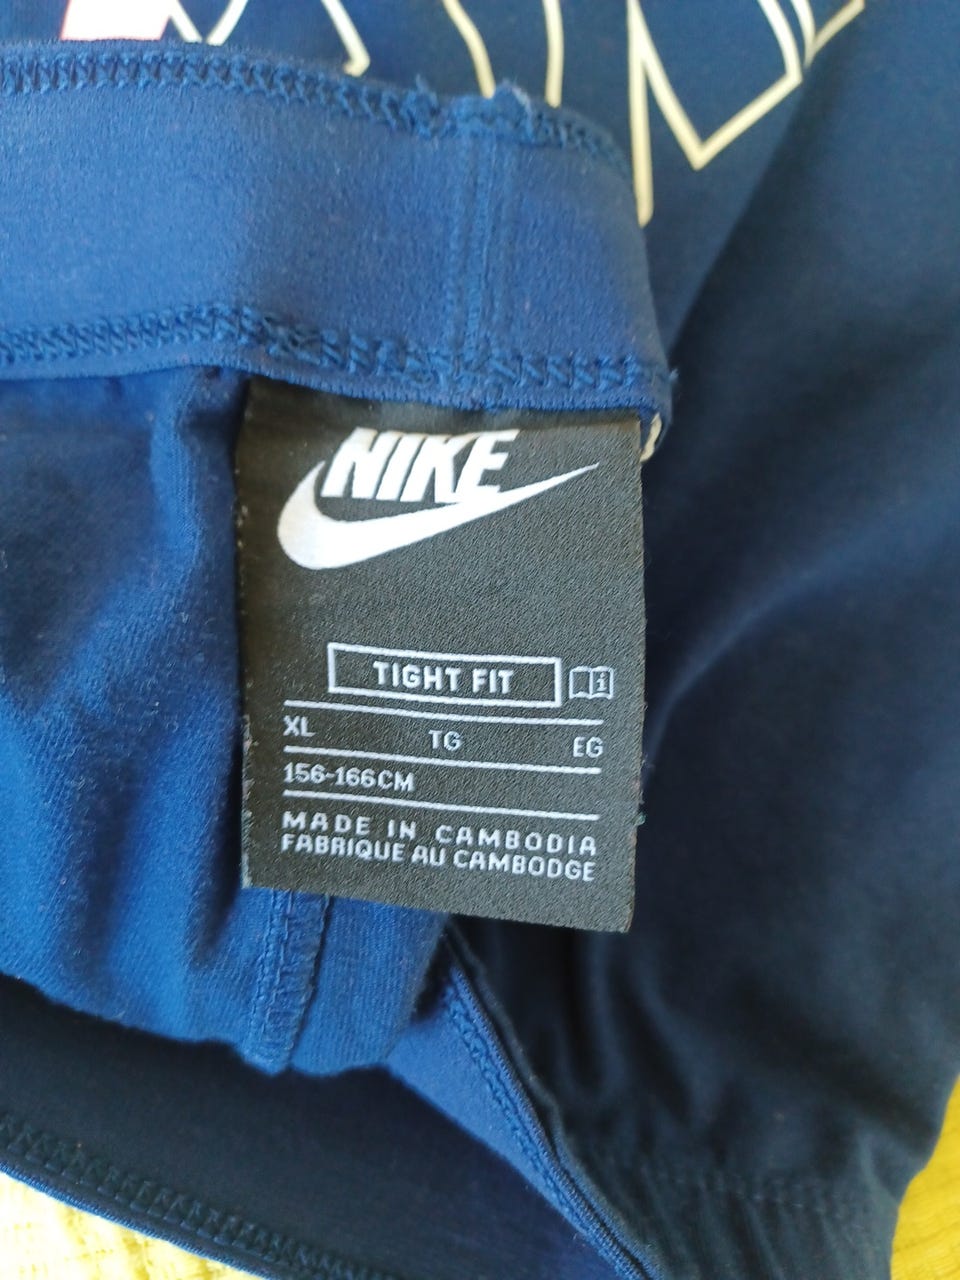 NIKE
TIGHT FIT
XL TG EG
156-166CM
MADE IN CAMBODIA
FABRIQUE AU CAMBODGE